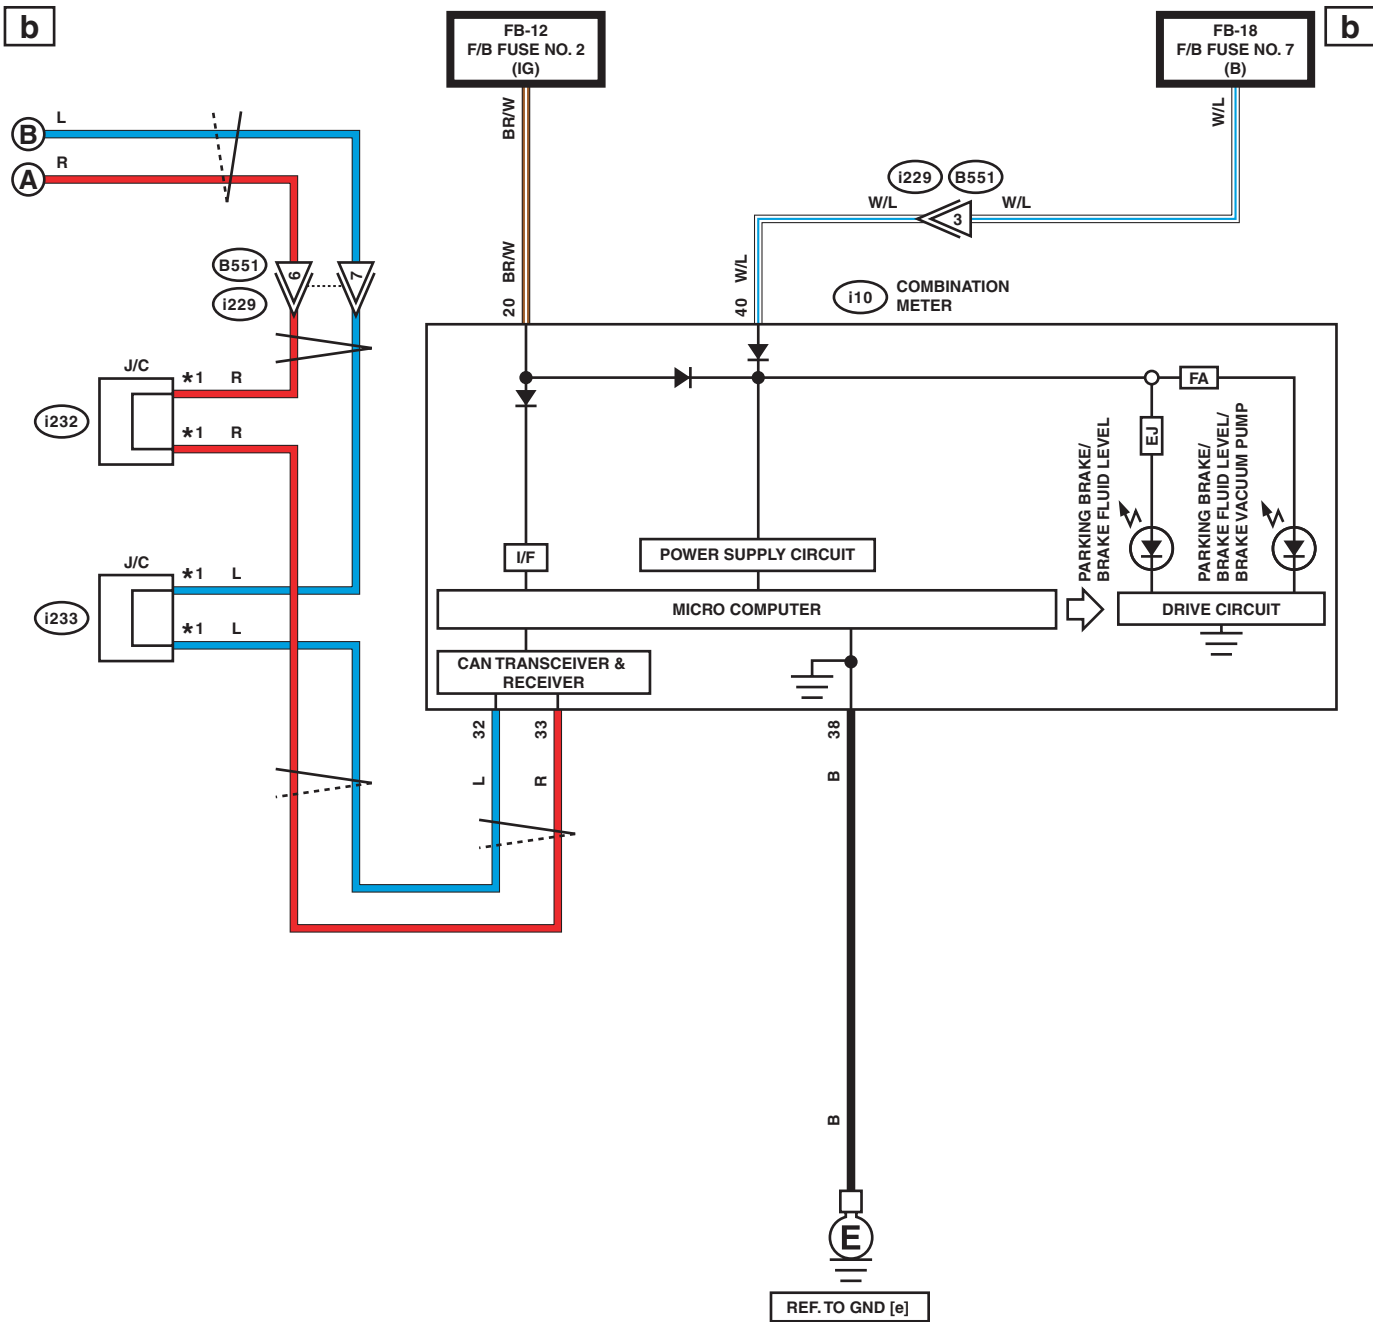 b
FB-12
F/B FUSE NO. 2
(IG)
FB-18
F/B FUSE NO. 7
(B)
b
B
L
A
R
BR/W
W/L
i229
B551
W/L
3
W/L
20
BR/W
40
W/L
i10
COMBINATION
METER
B551
i229
6
7
J/C
*1
R
i232
*1
R
J/C
*1
L
i233
*1
L
FA
EJ
PARKING BRAKE/
BRAKE FLUID LEVEL
PARKING BRAKE/
BRAKE FLUID LEVEL/
BRAKE VACUUM PUMP
I/F
POWER SUPPLY CIRCUIT
MICRO COMPUTER
DRIVE CIRCUIT
CAN TRANSCEIVER &
RECEIVER
32
33
38
L
R
B
B
E
REF. TO GND [e]